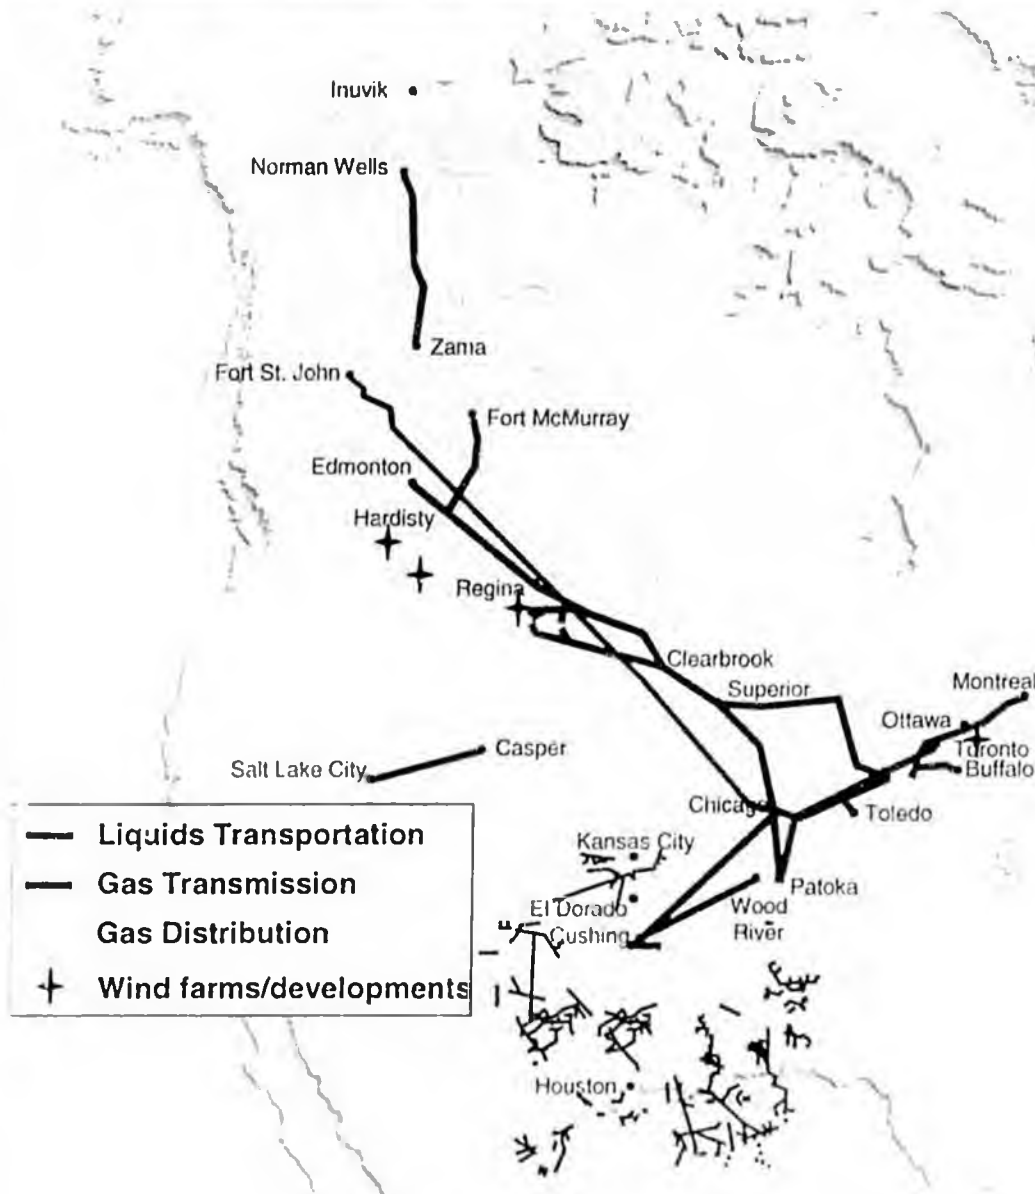 Inuvik
Norman Wells
Zama
Fort St. John
Fort McMurray
Edmonton
Hardisty
Regina
Clearbrook
Superior
Montreal
Ottawa
Turonto
Buffalo
Casper
Salt Lake City
Chicago
Toledo
Kansas City
Patoka
El Dorado
Wood
River
Cushing
Houston
Liquids Transportation
Gas Transmission
Gas Distribution
Wind farms/developments